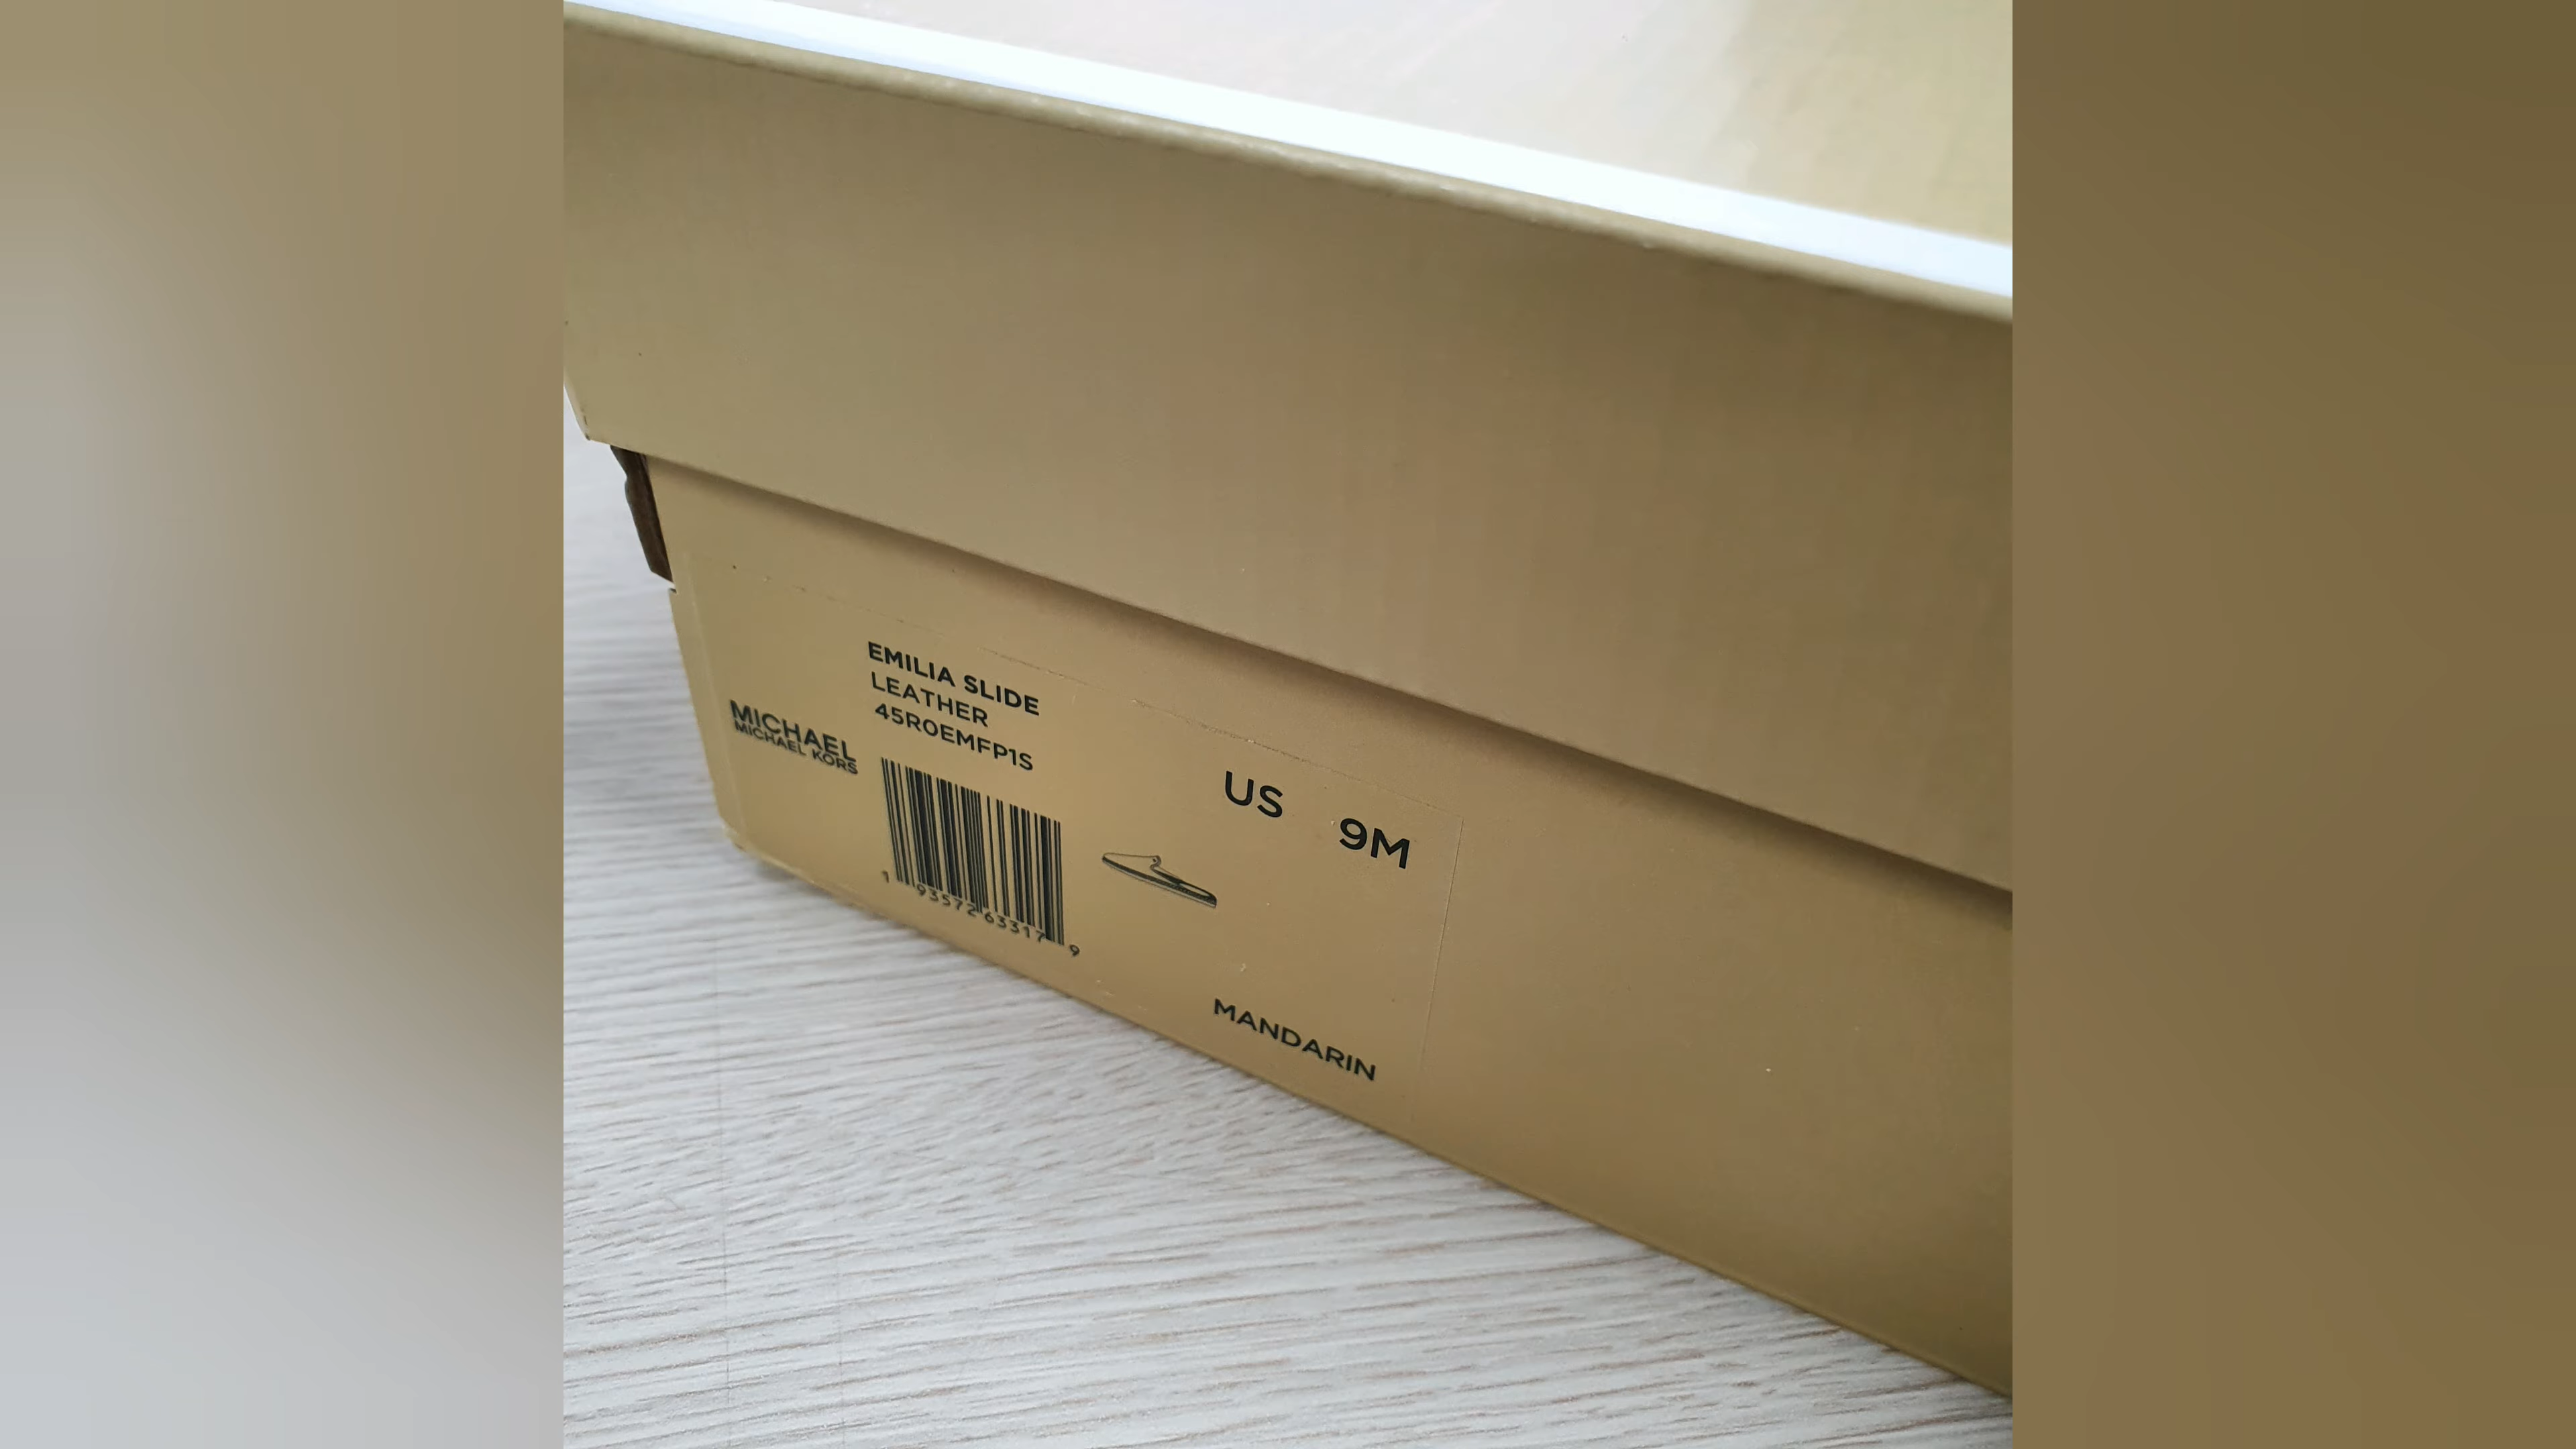 MICHAEL
MICHAEL KORS
EMILIA SLIDE
LEATHER
45R0EMFP1S
1 93572 63317 9
US 9M
MANDARIN